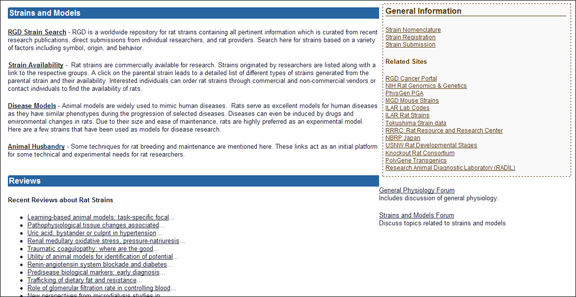 Strains and Models
RGD Strain Search - RGD is a worldwide repository for rat strains containing all pertinent information which is curated from recent
research publications, direct submissions from individual researchers, and rat providers. Search here for strains based on a variety
of factors including symbol, origin, and behavior.
Strain Availability - Rat strains are commercially available for research. Strains originated by researches are listed along with a
link to the respective groups. A click on the parental strain leads to a detailed list of different types of strains generated from the
parental strain and their availability. Interested individuals can order rat strains through commercial and non-commercial vendors or
contact individuals to find the availability of rats.
Disease Models - Animal models are widely used to mimic human diseases. Rats serve as excellent models for human diseases
as they have similar phenotypes during the progression of selected diseases. Diseases can even be induced by drugs and
environmental changes in rats. Due to their size and ease of maintenance, rats are highly preferred as an experimental model.
Here are a few strains that have been used as models for disease research.
Animal Husbandry - Some techniques for rat breeding and maintenance are mentioned here. These links act as an initial platform
for some technical and experimental needs for rat researchers.
Reviews
Recent Reviews about Rat Strains
Learning-based animal models: task-specific focal...
Pathophysiological tissue changes associated...
Uric acid: bystander or culprit in hypertension...
Renal medullary oxidative stress, pressure-natriuresis...
Traumatic coagulopathy: where are the good...
Utility of animal models for identification of potential...
Renin-angiotensin system blockade and diabetes...
Predisease biological markers: early diagnosis...
Trafficking of dietary fat and resistance...
Role of glomerular filtration rate in controlling blood...
New perspectives from microdialysis studies in...
General Information
Strain Nomenclature
Strain Registration
Strain Submission
Related Sites
RGD Cancer Portal
NIH Rat Genomics & Genetics
PhysGen PGA
MGD Mouse Strains
ILAR Lab Codes
ILAR Rat Strains
Tokushima Strain data
RRRC: Rat Resource and Research Center
NBRP Japan
USNW Rat Developmental Stages
Knockout Rat Consortium
PolyGene Transgenics
Research Animal Diagnostic Laboratory (RADIL)
General Physiology Forum
Includes discussion of general physiology.
Strains and Models Forum
Discuss topics related to strains and models